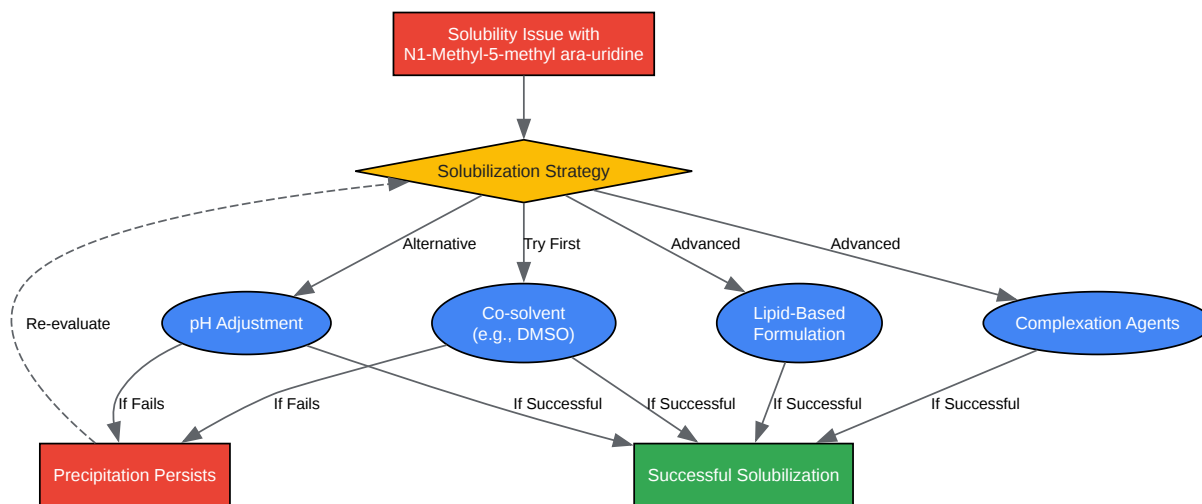 Solubility Issue with
N1-Methyl-5-methyl ara-uridine
Solubilization Strategy
Alternative
Try First
Advanced
Advanced
Re-evaluate
pH Adjustment
Co-solvent
(e.g., DMSO)
Lipid-Based
Formulation
Complexation Agents
If Fails
If Fails
If Successful
If Successful
If Successful
If Successful
Precipitation Persists
Successful Solubilization